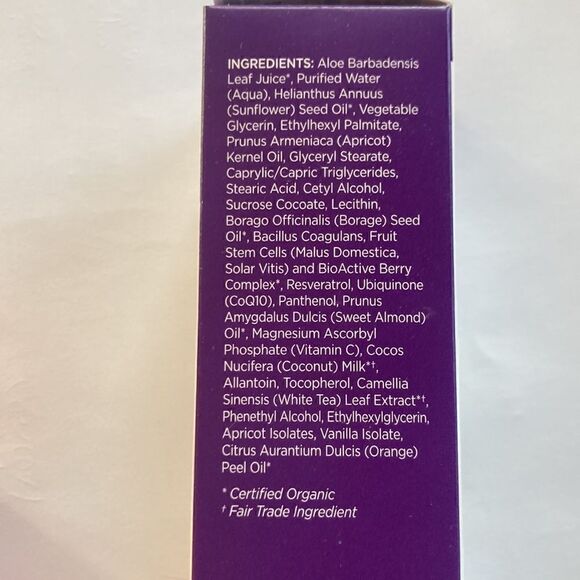 INGREDIENTS: Aloe Barbadensis
Leaf Juice*, Purified Water
(Aqua), Helianthus Annuus
(Sunflower) Seed Oil*, Vegetable
Glycerin, Ethylhexyl Palmitate,
Prunus Armeniaca (Apricot)
Kernel Oil, Glyceryl Stearate,
Caprylic/Capric Triglycerides,
Stearic Acid, Cetyl Alcohol,
Sucrose Cocoate, Lecithin,
Borago Officinalis (Borage) Seed
Oil*, Bacillus Coagulans, Fruit
Stem Cells (Malus Domestica,
Solar Vitis) and BioActive Berry
Complex*, Resveratrol, Ubiquinone
(CoQ10), Panthenol, Prunus
Amygdalus Dulcis (Sweet Almond)
Oil*, Magnesium Ascorbyl
Phosphate (Vitamin C), Cocos
Nucifera (Coconut) Milk*†,
Allantoin, Tocopherol, Camellia
Sinensis (White Tea) Leaf Extract*†,
Phenethyl Alcohol, Ethylhexylglycerin,
Apricot Isolates, Vanilla Isolate,
Citrus Aurantium Dulcis (Orange)
Peel Oil*
* Certified Organic
† Fair Trade Ingredient